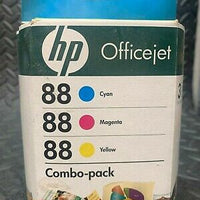 hp Officejet
88 Cyan
88 Magenta
88 Yellow
Combo-pack